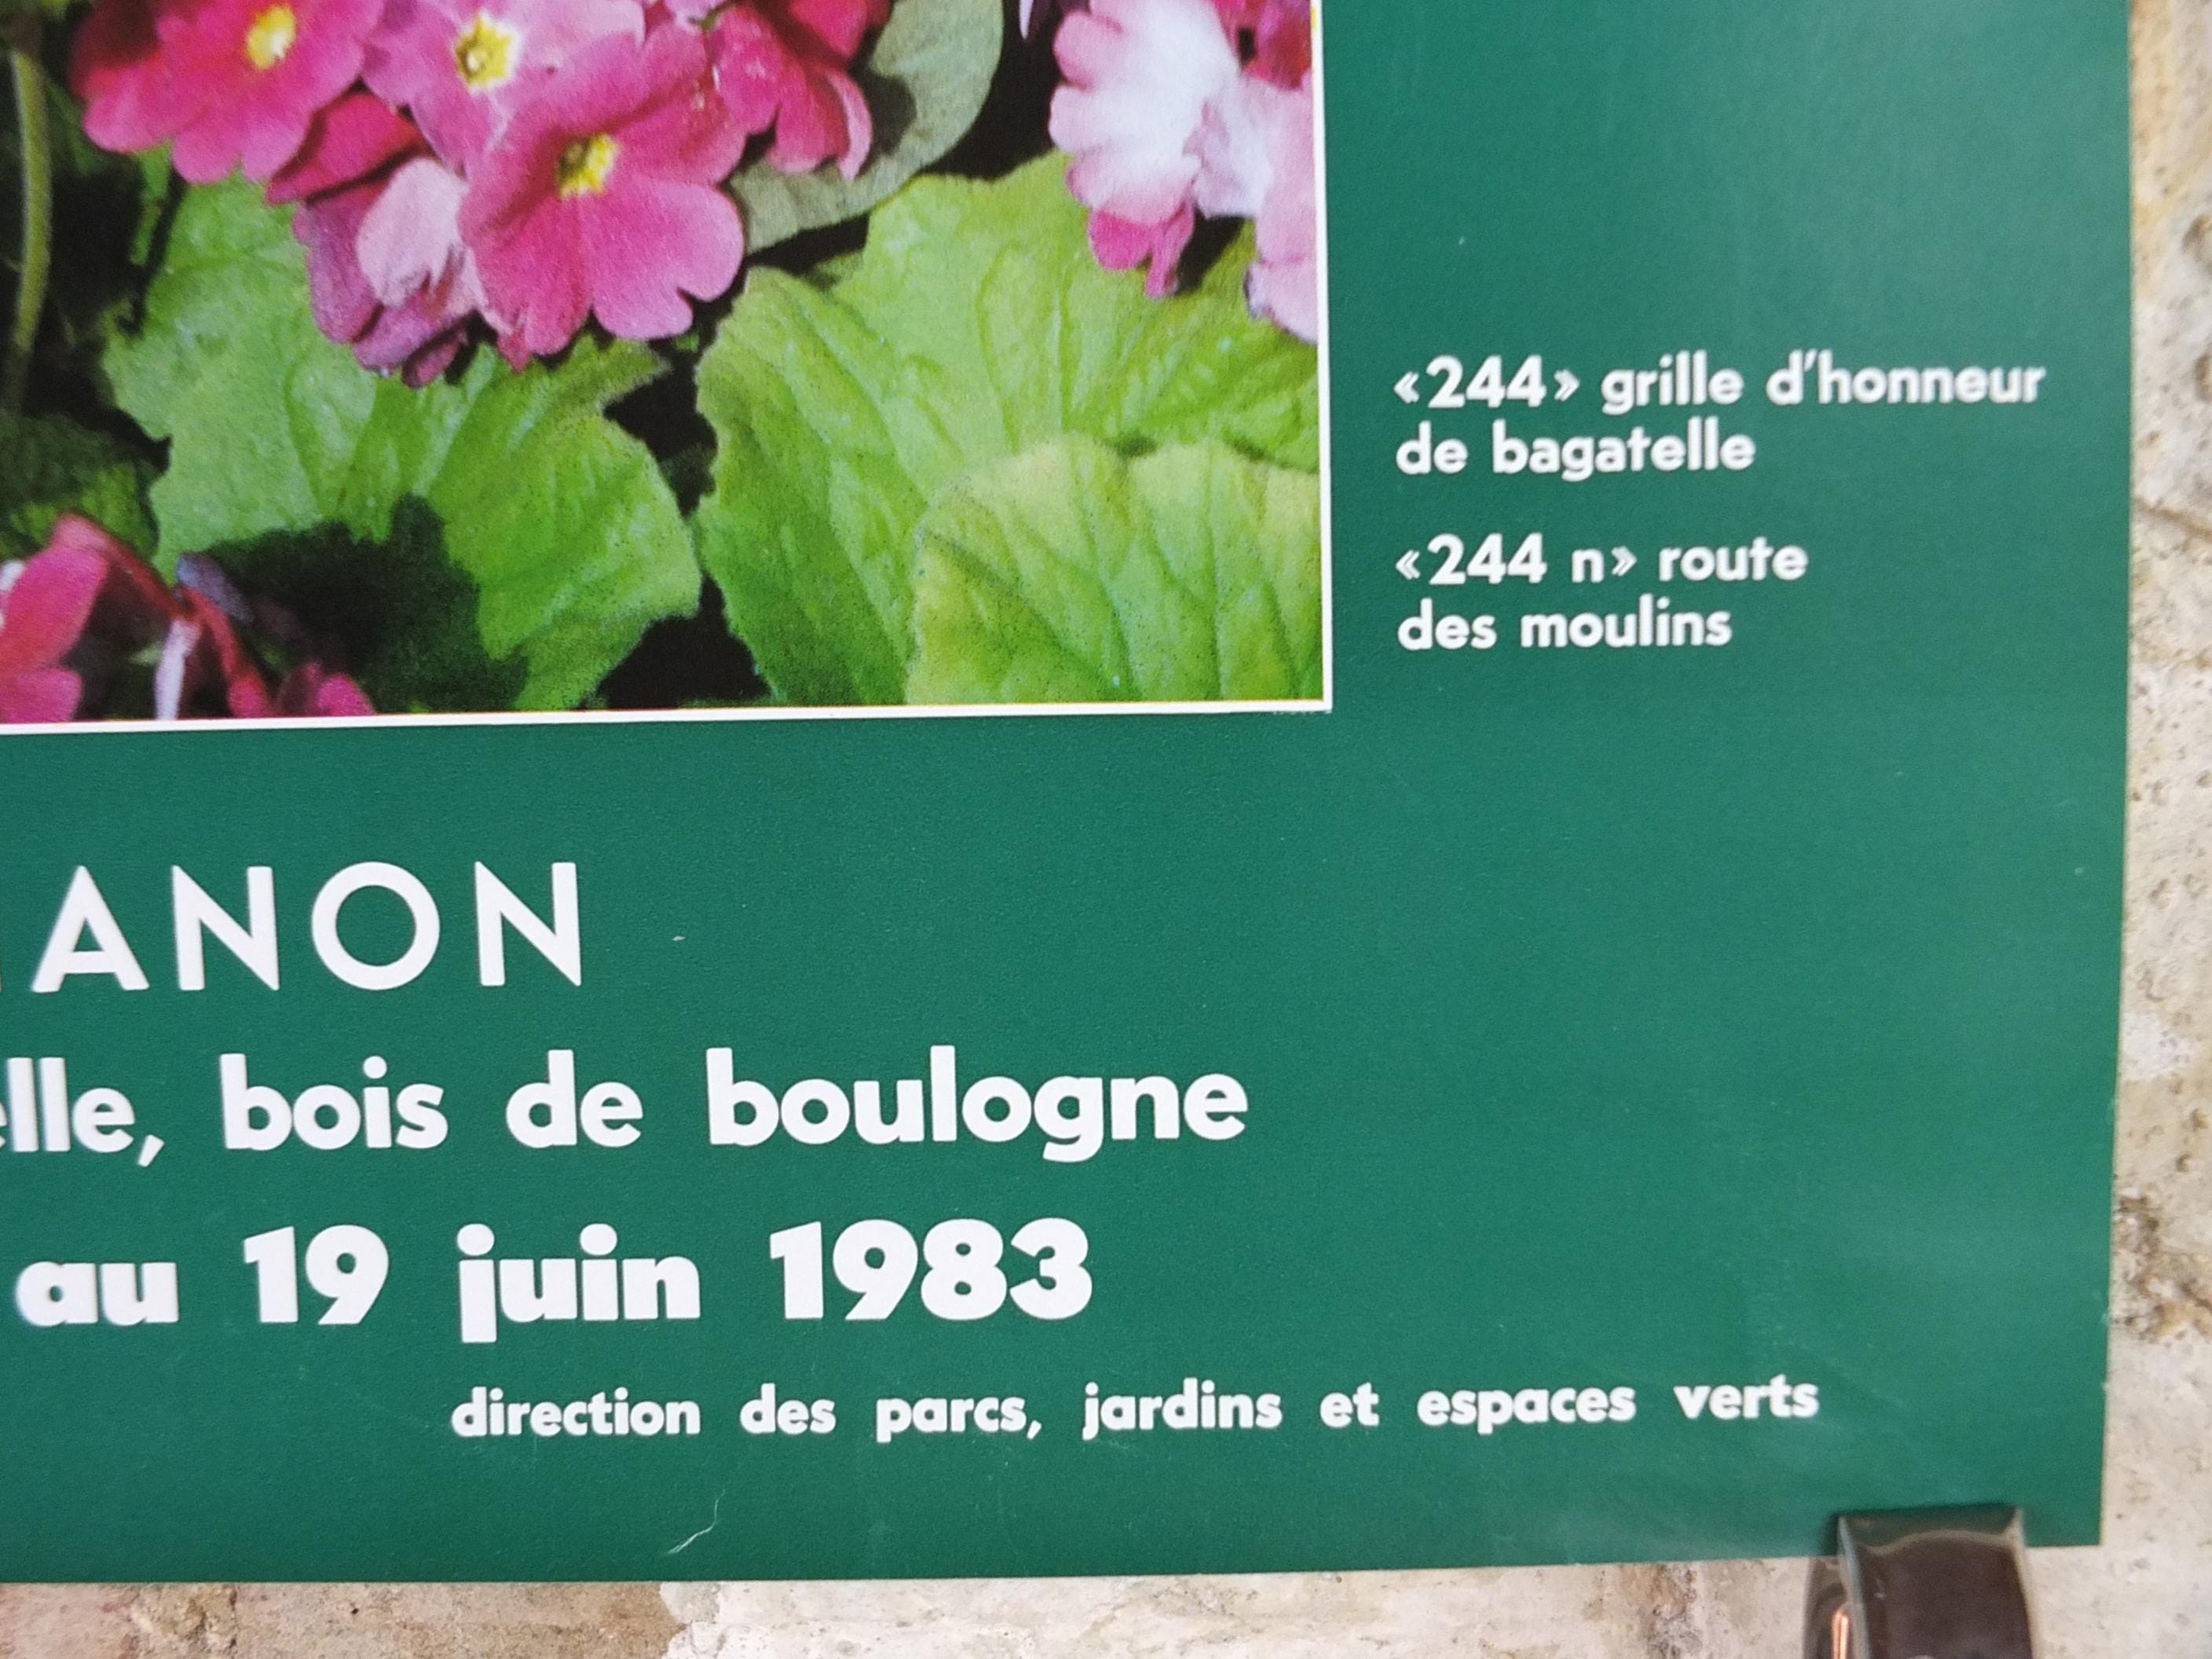 «244» grille d'honneur
de bagatelle
«244 n» route
des moulins
ANON
elle, bois de boulogne
au 19 juin 1983
direction des parcs, jardins et espaces verts